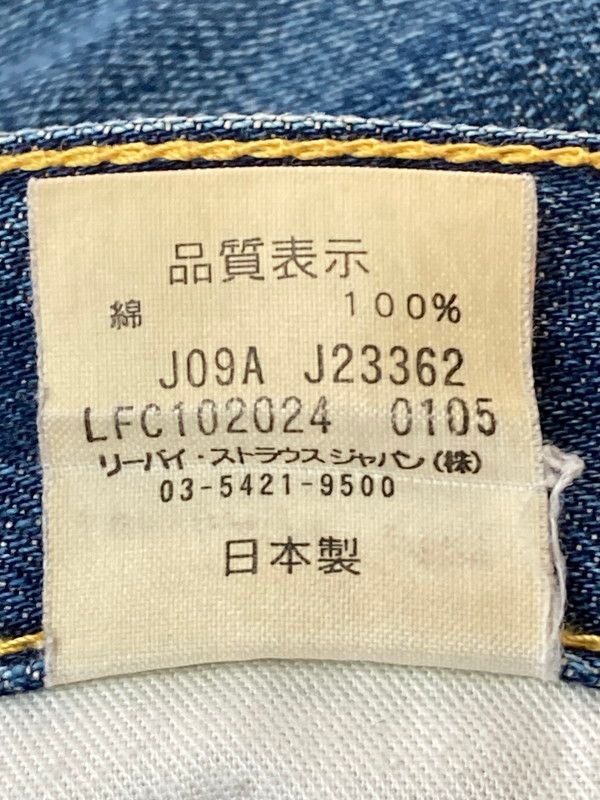 品質表示
綿 100%
J09A J23362
LFC102024 0105
リーバイ・ストラウスジャパン(株)
03-5421-9500
日本製